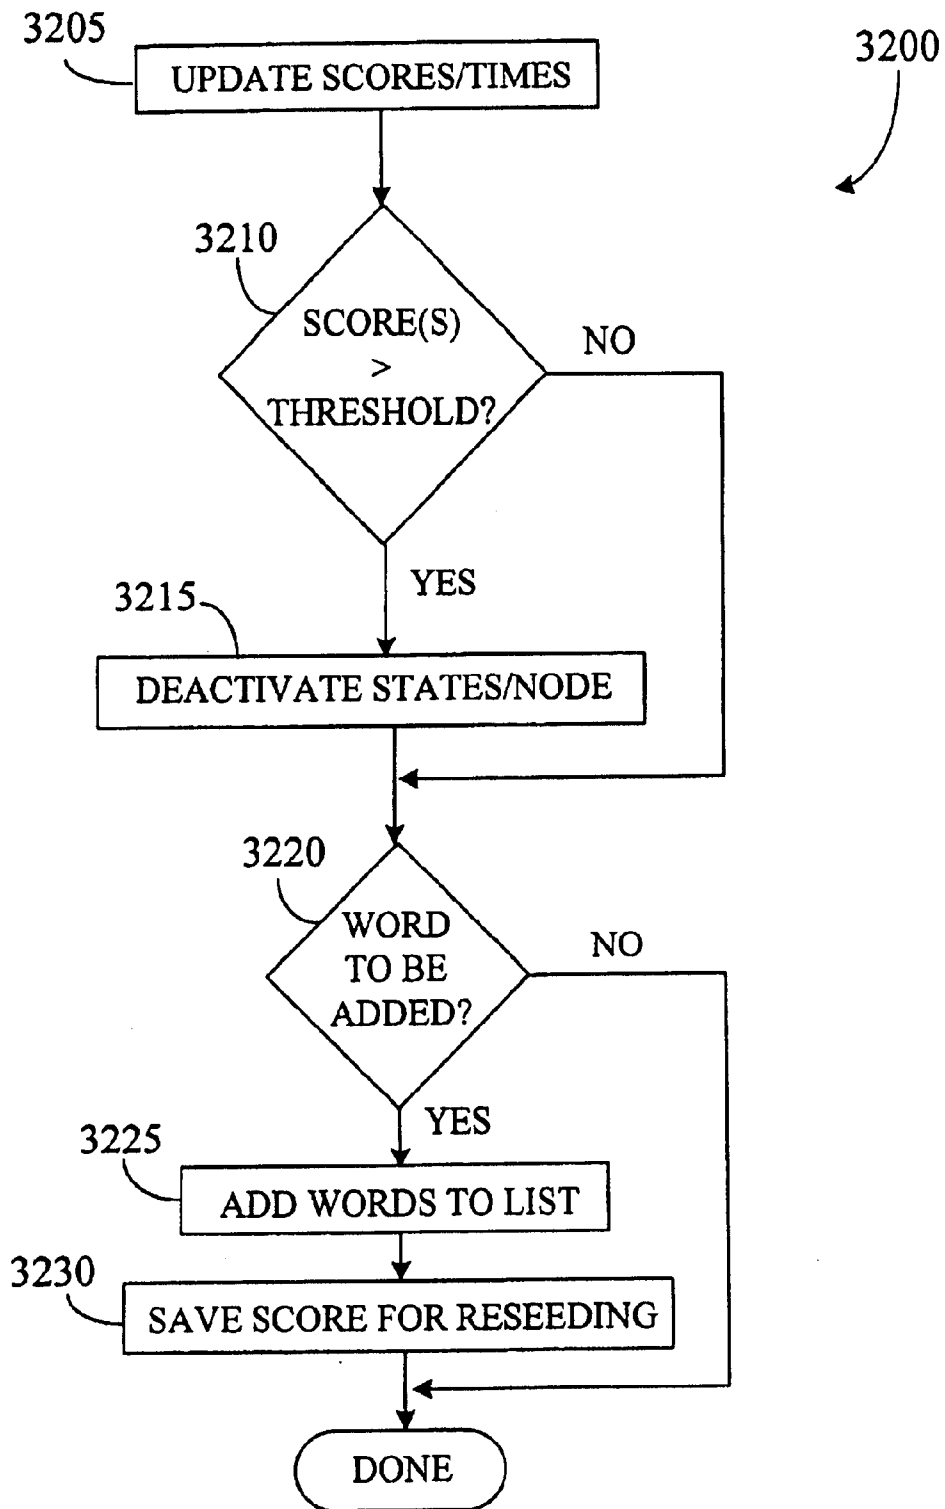 3205
UPDATE SCORES/TIMES
3200
3210
SCORE(S)
>
THRESHOLD?
NO
YES
3215
DEACTIVATE STATES/NODE
3220
WORD
TO BE
ADDED?
NO
YES
3225
ADD WORDS TO LIST
3230
SAVE SCORE FOR RESEEDING
DONE